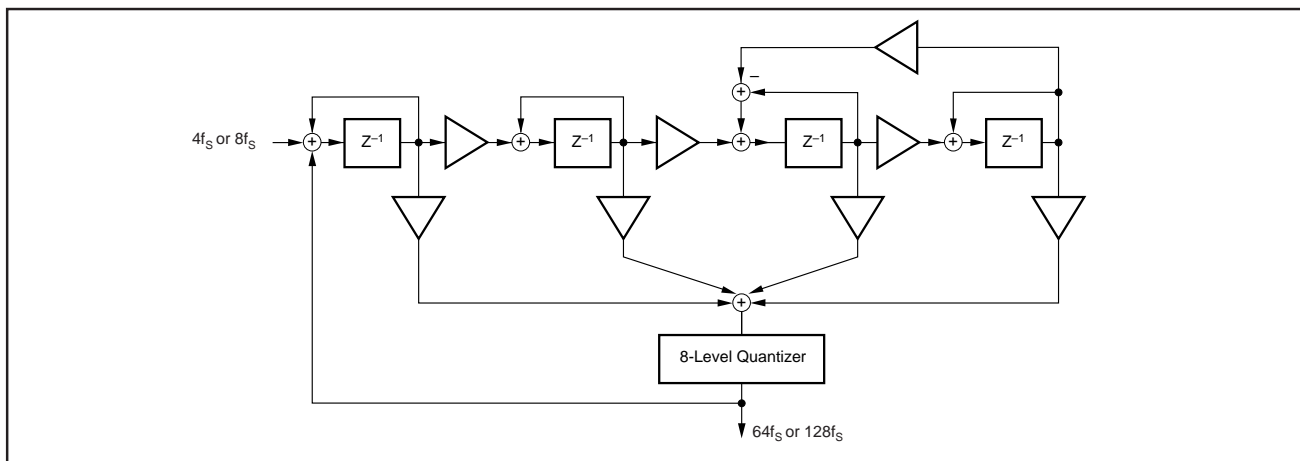 –
+
+
+
+
+
4f_S or 8f_S
Z^–1
Z^–1
Z^–1
Z^–1
+
8-Level Quantizer
64f_S or 128f_S